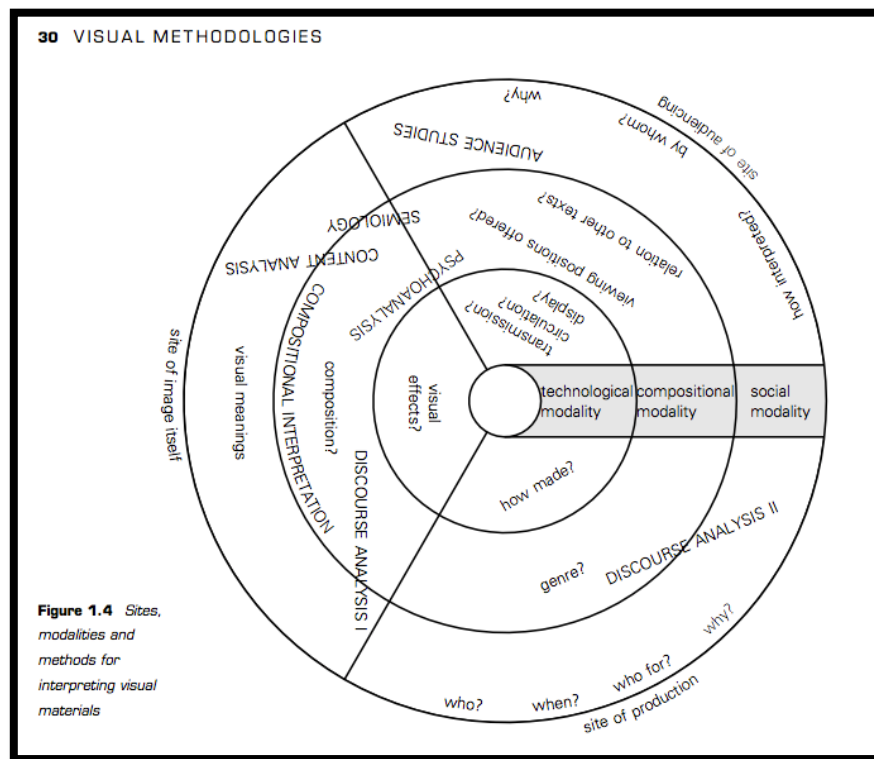 30 VISUAL METHODOLOGIES
why?
by whom?
site of audiencing
AUDIENCE STUDIES
how interpreted?
relation to other texts?
viewing positions offered?
SEMIOLOGY
CONTENT ANALYSIS
PSYCHOANALYSIS
COMPOSITIONAL INTERPRETATION
transmission?
circulation?
display?
site of image itself
visual meanings
composition?
visual
effects?
technological
modality
compositional
modality
social
modality
DISCOURSE ANALYSIS I
how made?
genre?
DISCOURSE ANALYSIS II
who?
when?
who for?
why?
site of production
Figure 1.4 Sites,
modalities and
methods for
interpreting visual
materials